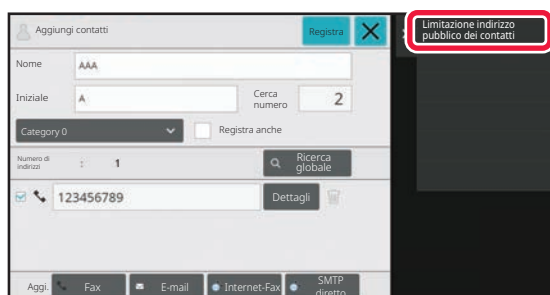 Aggiungi contatti
Registra
Limitazione indirizzo
pubblico dei contatti
Nome
AAA
Iniziale
A
Cerca
numero
2
Category 0
Registra anche
Numero di
indirizzi
:
1
Ricerca
globale
123456789
Dettagli
Aggi.
Fax
E-mail
Internet-Fax
SMTP
diretto